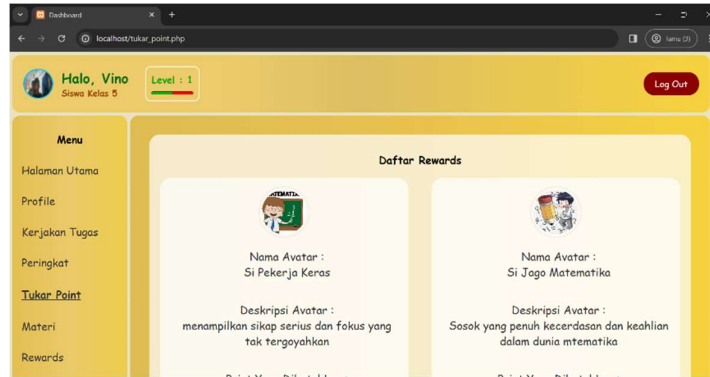 Dashboard
localhost/tukar_point.php
Tamu (3)
Halo, Vino
Siswa Kelas 5
Level : 1
Log Out
Menu
Halaman Utama
Profile
Kerjakan Tugas
Peringkat
Tukar Point
Materi
Rewards
Daftar Rewards
Nama Avatar :
Si Pekerja Keras
Deskripsi Avatar :
menampilkan sikap serius dan fokus yang
tak tergoyahkan
Nama Avatar :
Si Jago Matematika
Deskripsi Avatar :
Sosok yang penuh kecerdasan dan keahlian
dalam dunia mtematika